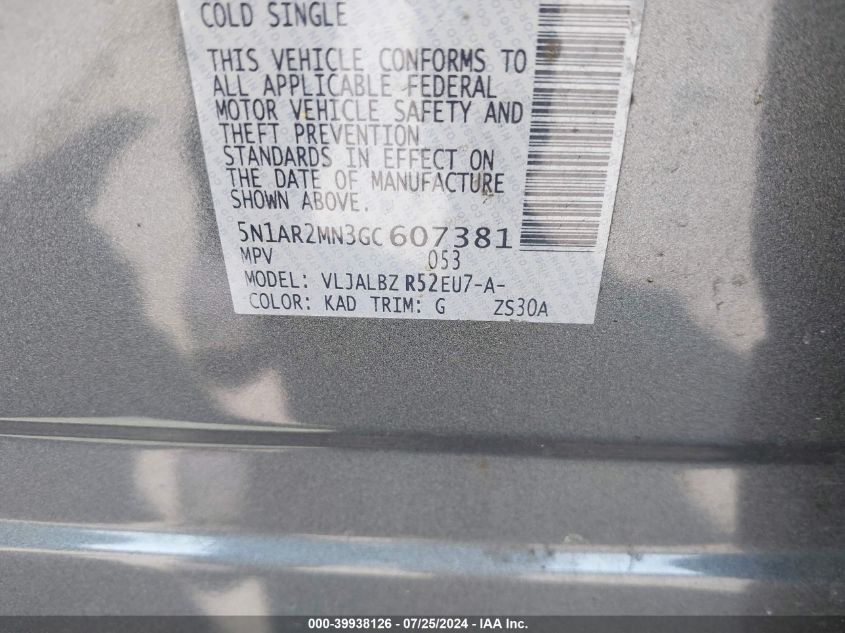 COLD SINGLE
THIS VEHICLE CONFORMS TO
ALL APPLICABLE FEDERAL
MOTOR VEHICLE SAFETY AND
THEFT PREVENTION
STANDARDS IN EFFECT ON
THE DATE OF MANUFACTURE
SHOWN ABOVE.
5N1AR2MN3GC607381
MPV 053
MODEL: VLJALBZ R52EU7-A-
COLOR: KAD TRIM: G ZS30A
000-39938126 - 07/25/2024 - IAA Inc.